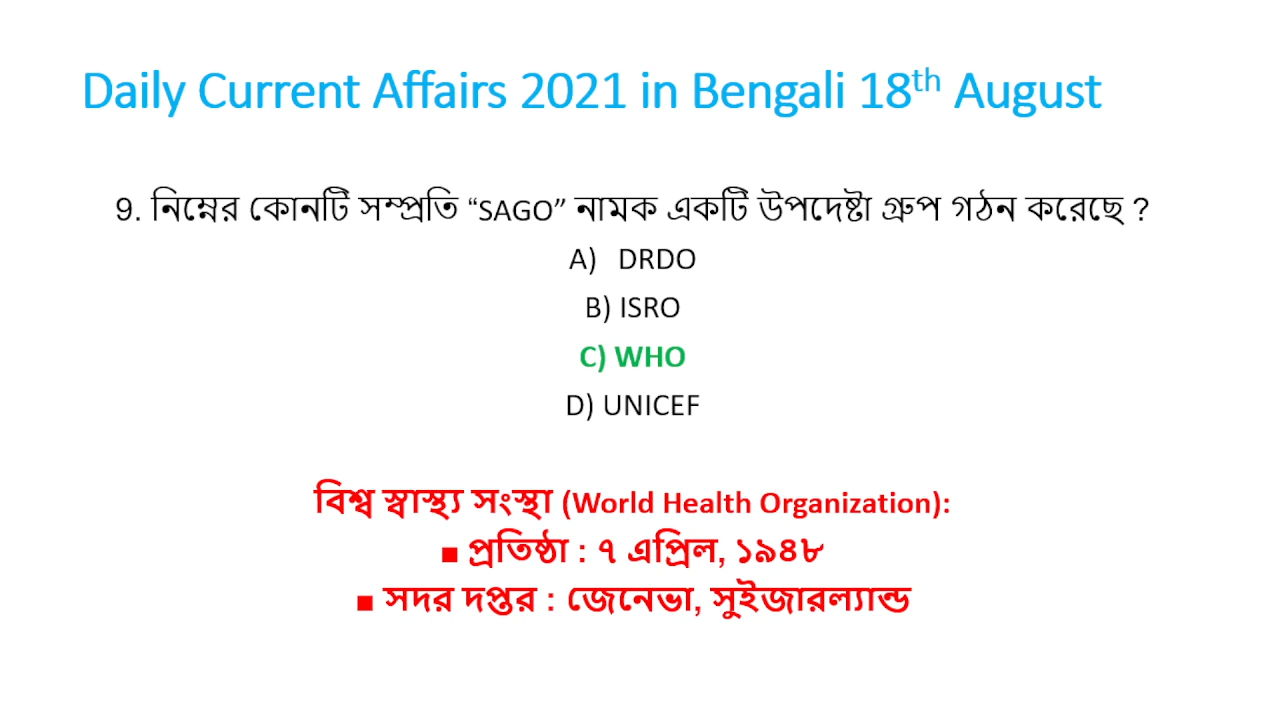 Daily Current Affairs 2021 in Bengali 18th August
9. নিম্নের কোনটি সম্প্রতি “SAGO” নামক একটি উপদেষ্টা গ্রুপ গঠন করেছে ?
A) DRDO
B) ISRO
C) WHO
D) UNICEF
বিশ্ব স্বাস্থ্য সংস্থা (World Health Organization):
■ প্রতিষ্ঠা : ৭ এপ্রিল, ১৯৪৮
■ সদর দপ্তর : জেনেভা, সুইজারল্যান্ড